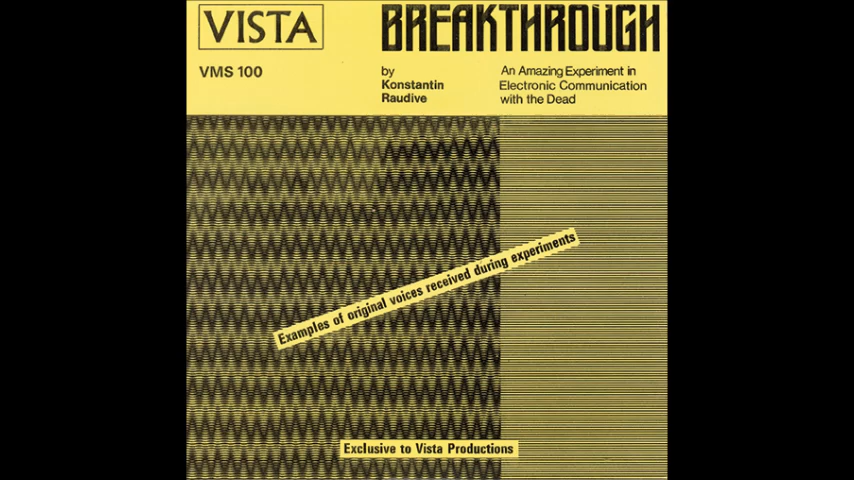 VISTA
BREAKTHROUGH
VMS 100
by
Konstantin
Raudive
An Amazing Experiment in
Electronic Communication
with the Dead
Examples of original voices received during experiments
Exclusive to Vista Productions